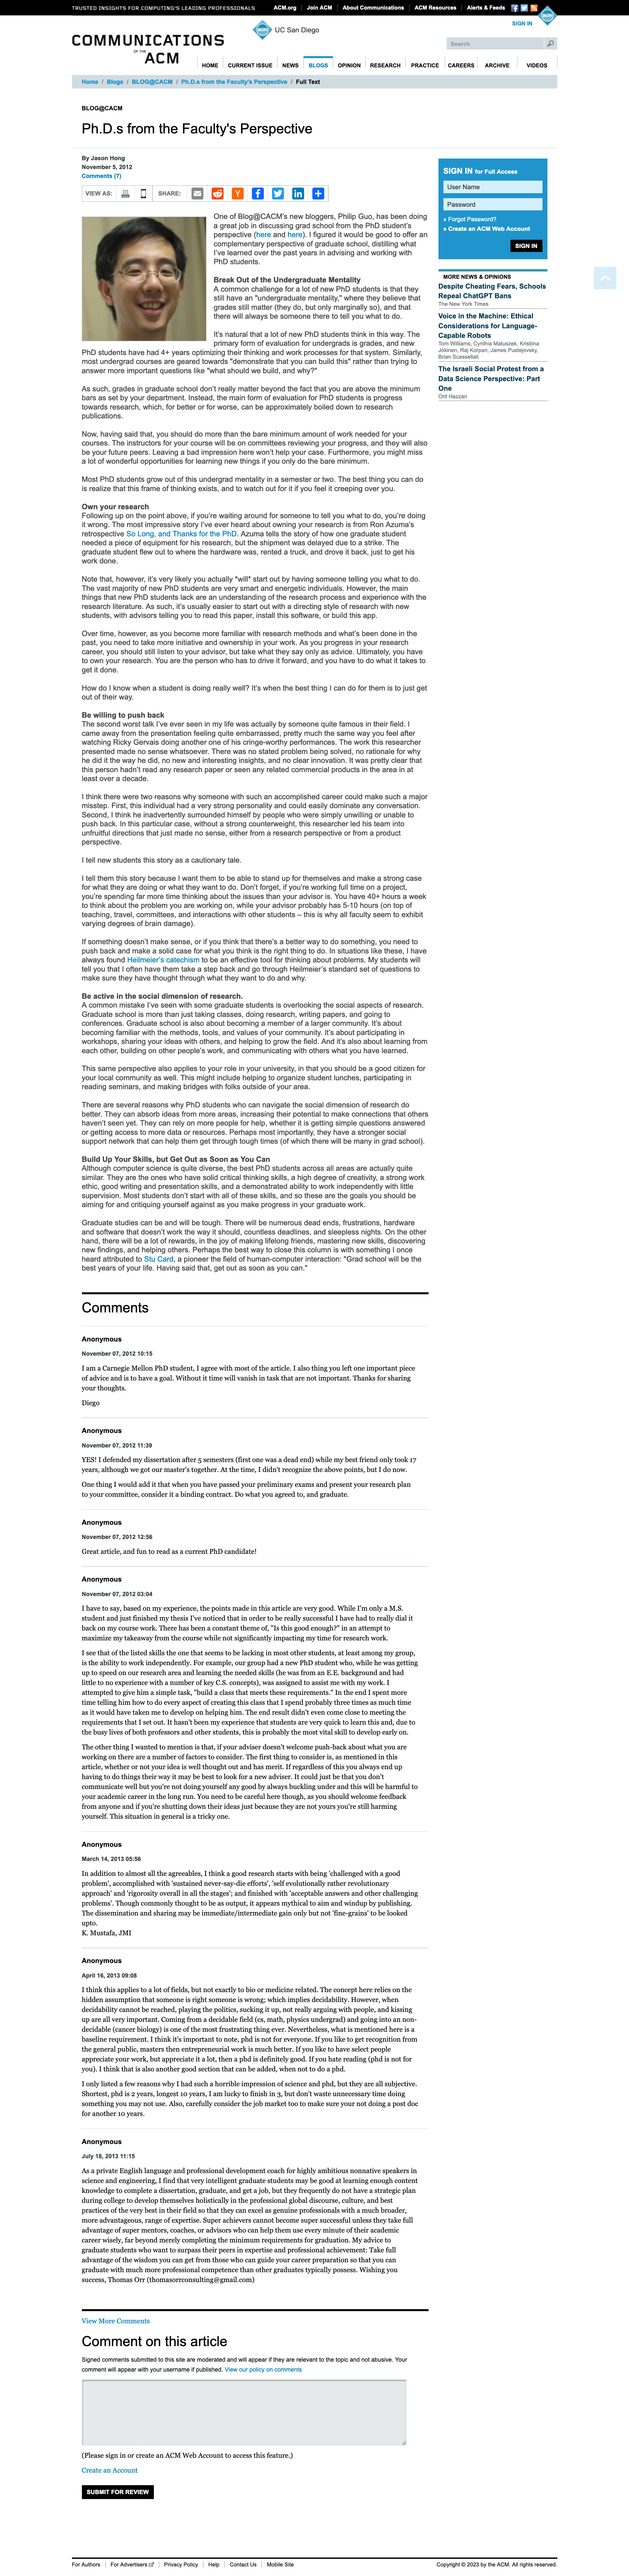 TRUSTED INSIGHTS FOR COMPUTING'S LEADING PROFESSIONALS
ACM.org
Join ACM
About Communications
ACM Resources
Alerts & Feeds
SIGN IN
COMMUNICATIONS
OF THE
ACM
UC San Diego
Search
HOME
CURRENT ISSUE
NEWS
BLOGS
OPINION
RESEARCH
PRACTICE
CAREERS
ARCHIVE
VIDEOS
Home / Blogs / BLOG@CACM / Ph.D.s from the Faculty's Perspective / Full Text
BLOG@CACM
Ph.D.s from the Faculty's Perspective
By Jason Hong
November 5, 2012
Comments (7)
VIEW AS:
SHARE:
One of Blog@CACM's new bloggers, Philip Guo, has been doing
a great job in discussing grad school from the PhD student's
perspective (here and here). I figured it would be good to offer an
complementary perspective of graduate school, distilling what
I've learned over the past years in advising and working with
PhD students.
Break Out of the Undergraduate Mentality
A common challenge for a lot of new PhD students is that they
still have an "undergraduate mentality," where they believe that
grades still matter (they do, but only marginally so), and that
there will always be someone there to tell you what to do.
It's natural that a lot of new PhD students think in this way. The
primary form of evaluation for undergrads is grades, and new
PhD students have had 4+ years optimizing their thinking and work processes for that system. Similarly,
most undergrad courses are geared towards "demonstrate that you can build this" rather than trying to
answer more important questions like "what should we build, and why?"
As such, grades in graduate school don't really matter beyond the fact that you are above the minimum
bars as set by your department. Instead, the main form of evaluation for PhD students is progress
towards research, which, for better or for worse, can be approximately boiled down to research
publications.
Now, having said that, you should do more than the bare minimum amount of work needed for your
courses. The instructors for your course will be on committees reviewing your progress, and they will also
be your future peers. Leaving a bad impression here won't help your case. Furthermore, you might miss
a lot of wonderful opportunities for learning new things if you only do the bare minimum.
Most PhD students grow out of this undergrad mentality in a semester or two. The best thing you can do
is realize that this frame of thinking exists, and to watch out for it if you feel it creeping over you.
Own your research
Following up on the point above, if you're waiting around for someone to tell you what to do, you're doing
it wrong. The most impressive story I've ever heard about owning your research is from Ron Azuma's
retrospective So Long, and Thanks for the PhD. Azuma tells the story of how one graduate student
needed a piece of equipment for his research, but the shipment was delayed due to a strike. The
graduate student flew out to where the hardware was, rented a truck, and drove it back, just to get his
work done.
Note that, however, it's very likely you actually *will* start out by having someone telling you what to do.
The vast majority of new PhD students are very smart and energetic individuals. However, the main
things that new PhD students lack are an understanding of the research process and experience with the
research literature. As such, it's usually easier to start out with a directing style of research with new
students, with advisors telling you to read this paper, install this software, or build this app.
Over time, however, as you become more familiar with research methods and what's been done in the
past, you need to take more initiative and ownership in your work. As you proceed in your research
career, you should still listen to your advisor, but take what they say only as advice. Ultimately, you have
to own your research. You are the person who has to drive it forward, and you have to do what it takes to
get it done.
How do I know when a student is doing really well? It's when the best thing I can do for them is to just get
out of their way.
Be willing to push back
The second worst talk I've ever seen in my life was actually by someone quite famous in their field. I
came away from the presentation feeling quite embarrassed, pretty much the same way you feel after
watching Ricky Gervais doing another one of his cringe-worthy performances. The work this researcher
presented made no sense whatsoever. There was no stated problem being solved, no rationale for why
he did it the way he did, no new and interesting insights, and no clear innovation. It was pretty clear that
this person hadn't read any research paper or seen any related commercial products in the area in at
least over a decade.
I think there were two reasons why someone with such an accomplished career could make such a major
misstep. First, this individual had a very strong personality and could easily dominate any conversation.
Second, I think he inadvertently surrounded himself by people who were simply unwilling or unable to
push back. In this particular case, without a strong counterweight, this researcher led his team into
unfruitful directions that just made no sense, either from a research perspective or from a product
perspective.
I tell new students this story as a cautionary tale.
I tell them this story because I want them to be able to stand up for themselves and make a strong case
for what they are or what they want to do. Don't forget, if you're working full time on a project,
you're spending far more time thinking about the issues than your advisor is. You have 40+ hours a week
to think about the problem you are working on, while your advisor probably has 5-10 hours (on top of
teaching, travel, committees, and interactions with other students – this is why all faculty seem to exhibit
varying degrees of brain damage).
If something doesn't make sense, or if you think that there's a better way to do something, you need to
push back and make a solid case for what you think is the right thing to do. In situations like these, I have
always found Heilmeier's catechism to be an effective tool for thinking about problems. My students will
tell you that I often have them take a step back and go through Heilmeier's standard set of questions to
make sure they have thought through what they want to do and why.
Be active in the social dimension of research.
A common mistake I've seen with some graduate students is overlooking the social aspects of research.
Graduate school is more than just taking classes, doing research, writing papers, and going to
conferences. Graduate school is also about becoming a member of a larger community. It's about
becoming familiar with the methods, tools, and values of your community. It's about participating in
workshops, sharing your ideas with others, and helping to grow the field. And it's also about learning from
each other, building on other people's work, and communicating with others what you have learned.
This same perspective also applies to your role in your university, in that you should be a good citizen for
your local community as well. This might include helping to organize student lunches, participating in
reading seminars, and making bridges with folks outside of your area.
There are several reasons why PhD students who can navigate the social dimension of research do
better. They can absorb ideas from more areas, increasing their potential to make connections that others
haven't seen yet. They can rely on more people for help, whether it's getting simple questions answered
or getting access to more data or resources. Perhaps most importantly, they have a stronger social
support network that can help them get through tough times (of which there will be many in grad school).
Build Up Your Skills, but Get Out as Soon as You Can
Although computer science is quite diverse, the best PhD students across all areas are actually quite
similar. They are the ones who have solid critical thinking skills, a high degree of creativity, a strong work
ethic, good writing and presentation skills, and a demonstrated ability to work independently with little
supervision. Most students don't start with all of these skills, and so these are the goals you should be
aiming for and critiquing yourself against as you make progress in your graduate work.
Graduate studies can be and will be tough. There will be numerous dead ends, frustrations, hardware
and software that doesn't work the way it should, countless deadlines, and sleepless nights. On the other
hand, there will be a lot of rewards, in the joy of making lifelong friends, mastering new skills, discovering
new findings, and helping others. Perhaps the best way to close this column is with something I once
heard attributed to Stu Card, a pioneer the field of human-computer interaction: "Grad school will be the
best years of your life. Having said that, get out as soon as you can."
SIGN IN for Full Access
User Name
Password
» Forgot Password?
» Create an ACM Web Account
SIGN IN
MORE NEWS & OPINIONS
Despite Cheating Fears, Schools
Repeal ChatGPT Bans
The New York Times
Voice in the Machine: Ethical
Considerations for Language-
Capable Robots
Tom Williams, Cynthia Matuszek, Kristiina
Jokinen, Raj Korpan, James Pustejovsky,
Brian Scassellati
The Israeli Social Protest from a
Data Science Perspective: Part
One
Orit Hazzan
Comments
Anonymous
November 07, 2012 10:15
I am a Carnegie Mellon PhD student, I agree with most of the article. I also thing you left one important piece
of advice and is to have a goal. Without it time will vanish in task that are not important. Thanks for sharing
your thoughts.
Diego
Anonymous
November 07, 2012 11:39
YES! I defended my dissertation after 5 semesters (first one was a dead end) while my best friend only took 17
years, although we got our master's together. At the time, I didn't recognize the above points, but I do now.
One thing I would add it that when you have passed your preliminary exams and present your research plan
to your committee, consider it a binding contract. Do what you agreed to, and graduate.
Anonymous
November 07, 2012 12:56
Great article, and fun to read as a current PhD candidate!
Anonymous
November 07, 2012 03:04
I have to say, based on my experience, the points made in this article are very good. While I'm only a M.S.
student and just finished my thesis I've noticed that in order to be really successful I have had to really dial it
back on my course work. There has been a constant theme of, "Is this good enough?" in an attempt to
maximize my takeaway from the course while not significantly impacting my time for research work.
I see that of the listed skills the one that seems to be lacking in most other students, at least among my group,
is the ability to work independently. For example, our group had a new PhD student who, while he was getting
up to speed on our research area and learning the needed skills (he was from an E.E. background and had
little to no experience with a number of key C.S. concepts), was assigned to assist me with my work. I
attempted to give him a simple task, "build a class that meets these requirements." In the end I spent more
time telling him how to do every aspect of creating this class that I spend probably three times as much time
as it would have taken me to develop on helping him. The end result didn't even come close to meeting the
requirements that I set out. It hasn't been my experience that students are very quick to learn this and, due to
the busy lives of both professors and other students, this is probably the most vital skill to develop early on.
The other thing I wanted to mention is that, if your adviser doesn't welcome push-back about what you are
working on there are a number of factors to consider. The first thing to consider is, as mentioned in this
article, whether or not your idea is well thought out and has merit. If regardless of this you always end up
having to do things their way it may be best to look for a new adviser. It could just be that you don't
communicate well but you're not doing yourself any good by always buckling under and this will be harmful to
your academic career in the long run. You need to be careful here though, as you should welcome feedback
from anyone and if you're shutting down their ideas just because they are not yours you're still harming
yourself. This situation in general is a tricky one.
Anonymous
March 14, 2013 05:56
In addition to almost all the agreeables, I think a good research starts with being 'challenged with a good
problem', accomplished with 'sustained never-say-die efforts', 'self evolutionally rather revolutionary
approach' and 'rigorosity overall in all the stages'; and finished with 'acceptable answers and other challenging
problems'. Though commonly thought to be as output, it appears mythical to aim and windup by publishing.
The dissemination and sharing may be immediate/intermediate gain only but not 'fine-grains' to be looked
upto.
K. Mustafa, JMI
Anonymous
April 16, 2013 09:08
I think this applies to a lot of fields, but not exactly to bio or medicine related. The concept here relies on the
hidden assumption that someone is right someone is wrong; which implies decidability. However, when
decidability cannot be reached, playing the politics, sucking it up, not really arguing with people, and kissing
up are all very important. Coming from a decidable field (cs, math, physics undergrad) and going into an non-
decidable (cancer biology) is one of the most frustrating thing ever. Nevertheless, what is mentioned here is a
baseline requirement. I think it's important to note, phd is not for everyone. If you like to get recognition from
the general public, masters then entrepreneurial work is much better. If you like to have select people
appreciate your work, but appreciate it a lot, then a phd is definitely good. If you hate reading (phd is not for
you). I think that is also another good section that can be added, when not to do a phd.
I only listed a few reasons why I had such a horrible impression of science and phd, but they are all subjective.
Shortest, phd is 2 years, longest 10 years, I am lucky to finish in 3, but don't waste unnecessary time doing
something you may not use. Also, carefully consider the job market too to make sure your not doing a post doc
for another 10 years.
Anonymous
July 18, 2013 11:15
As a private English language and professional development coach for highly ambitious nonnative speakers in
science and engineering, I find that very intelligent graduate students may be good at learning enough content
knowledge to complete a dissertation, graduate, and get a job, but they frequently do not have a strategic plan
during college to develop themselves holistically in the professional global discourse, culture, and best
practices of the very best in their field so that they can excel as genuine professionals with a much broader,
more advantageous, range of expertise. Super achievers cannot become super successful unless they take full
advantage of super mentors, coaches, or advisors who can help them use every minute of their academic
career wisely, far beyond merely completing the minimum requirements for graduation. My advice to
graduate students who want to surpass their peers in expertise and professional achievement: Take full
advantage of the wisdom you can get from those who can guide your career preparation so that you can
graduate with much more professional competence than other graduates typically possess. Wishing you
success, Thomas Orr (thomasorrconsulting@gmail.com)
View More Comments
Comment on this article
Signed comments submitted to this site are moderated and will appear if they are relevant to the topic and not abusive. Your
comment will appear with your username if published. View our policy on comments
(Please sign in or create an ACM Web Account to access this feature.)
Create an Account
SUBMIT FOR REVIEW
For Authors
For Advertisers
Privacy Policy
Help
Contact Us
Mobile Site
Copyright © 2023 by the ACM. All rights reserved.